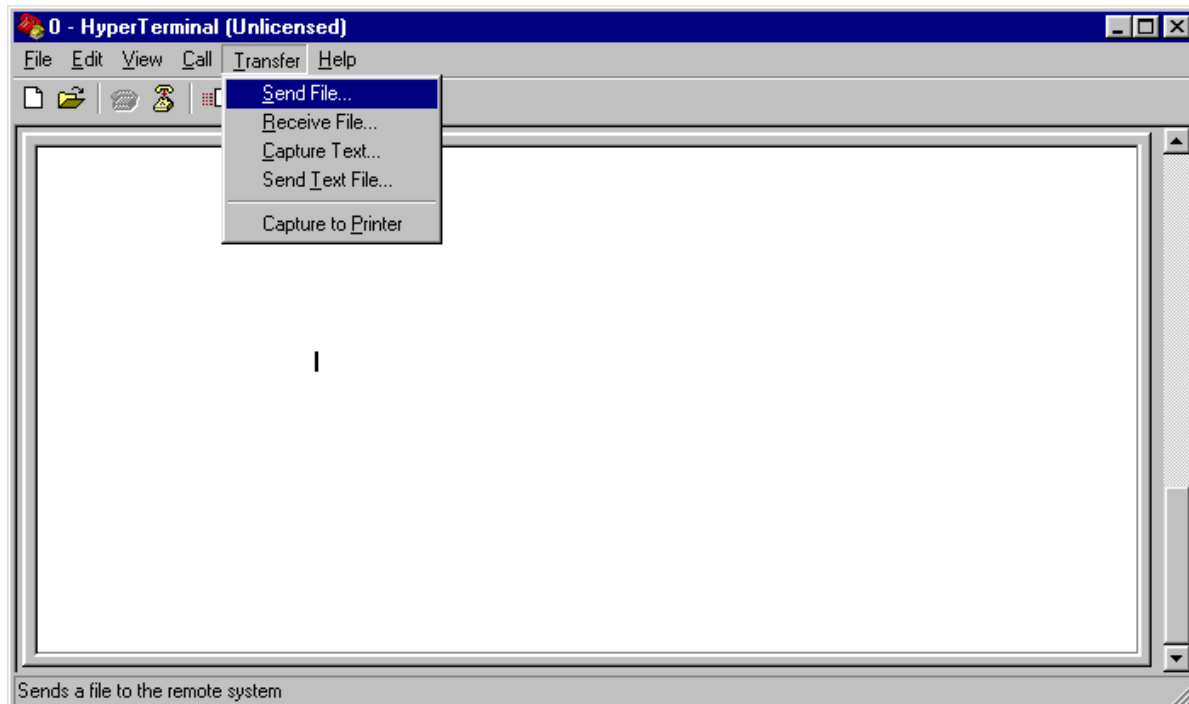 0 - HyperTerminal (Unlicensed)
File Edit View Call Transfer Help
Send File...
Receive File...
Capture Text...
Send Text File...
Capture to Printer
Sends a file to the remote system